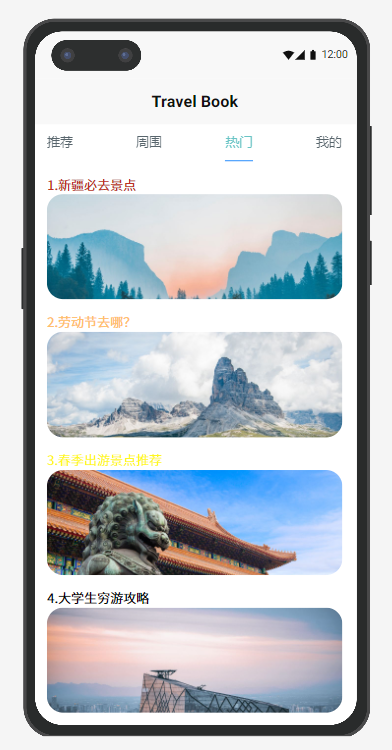 12:00
Travel Book
推荐 周围 热门 我的
1.新疆必去景点
2.劳动节去哪?
3.春季出游景点推荐
4.大学生穷游攻略